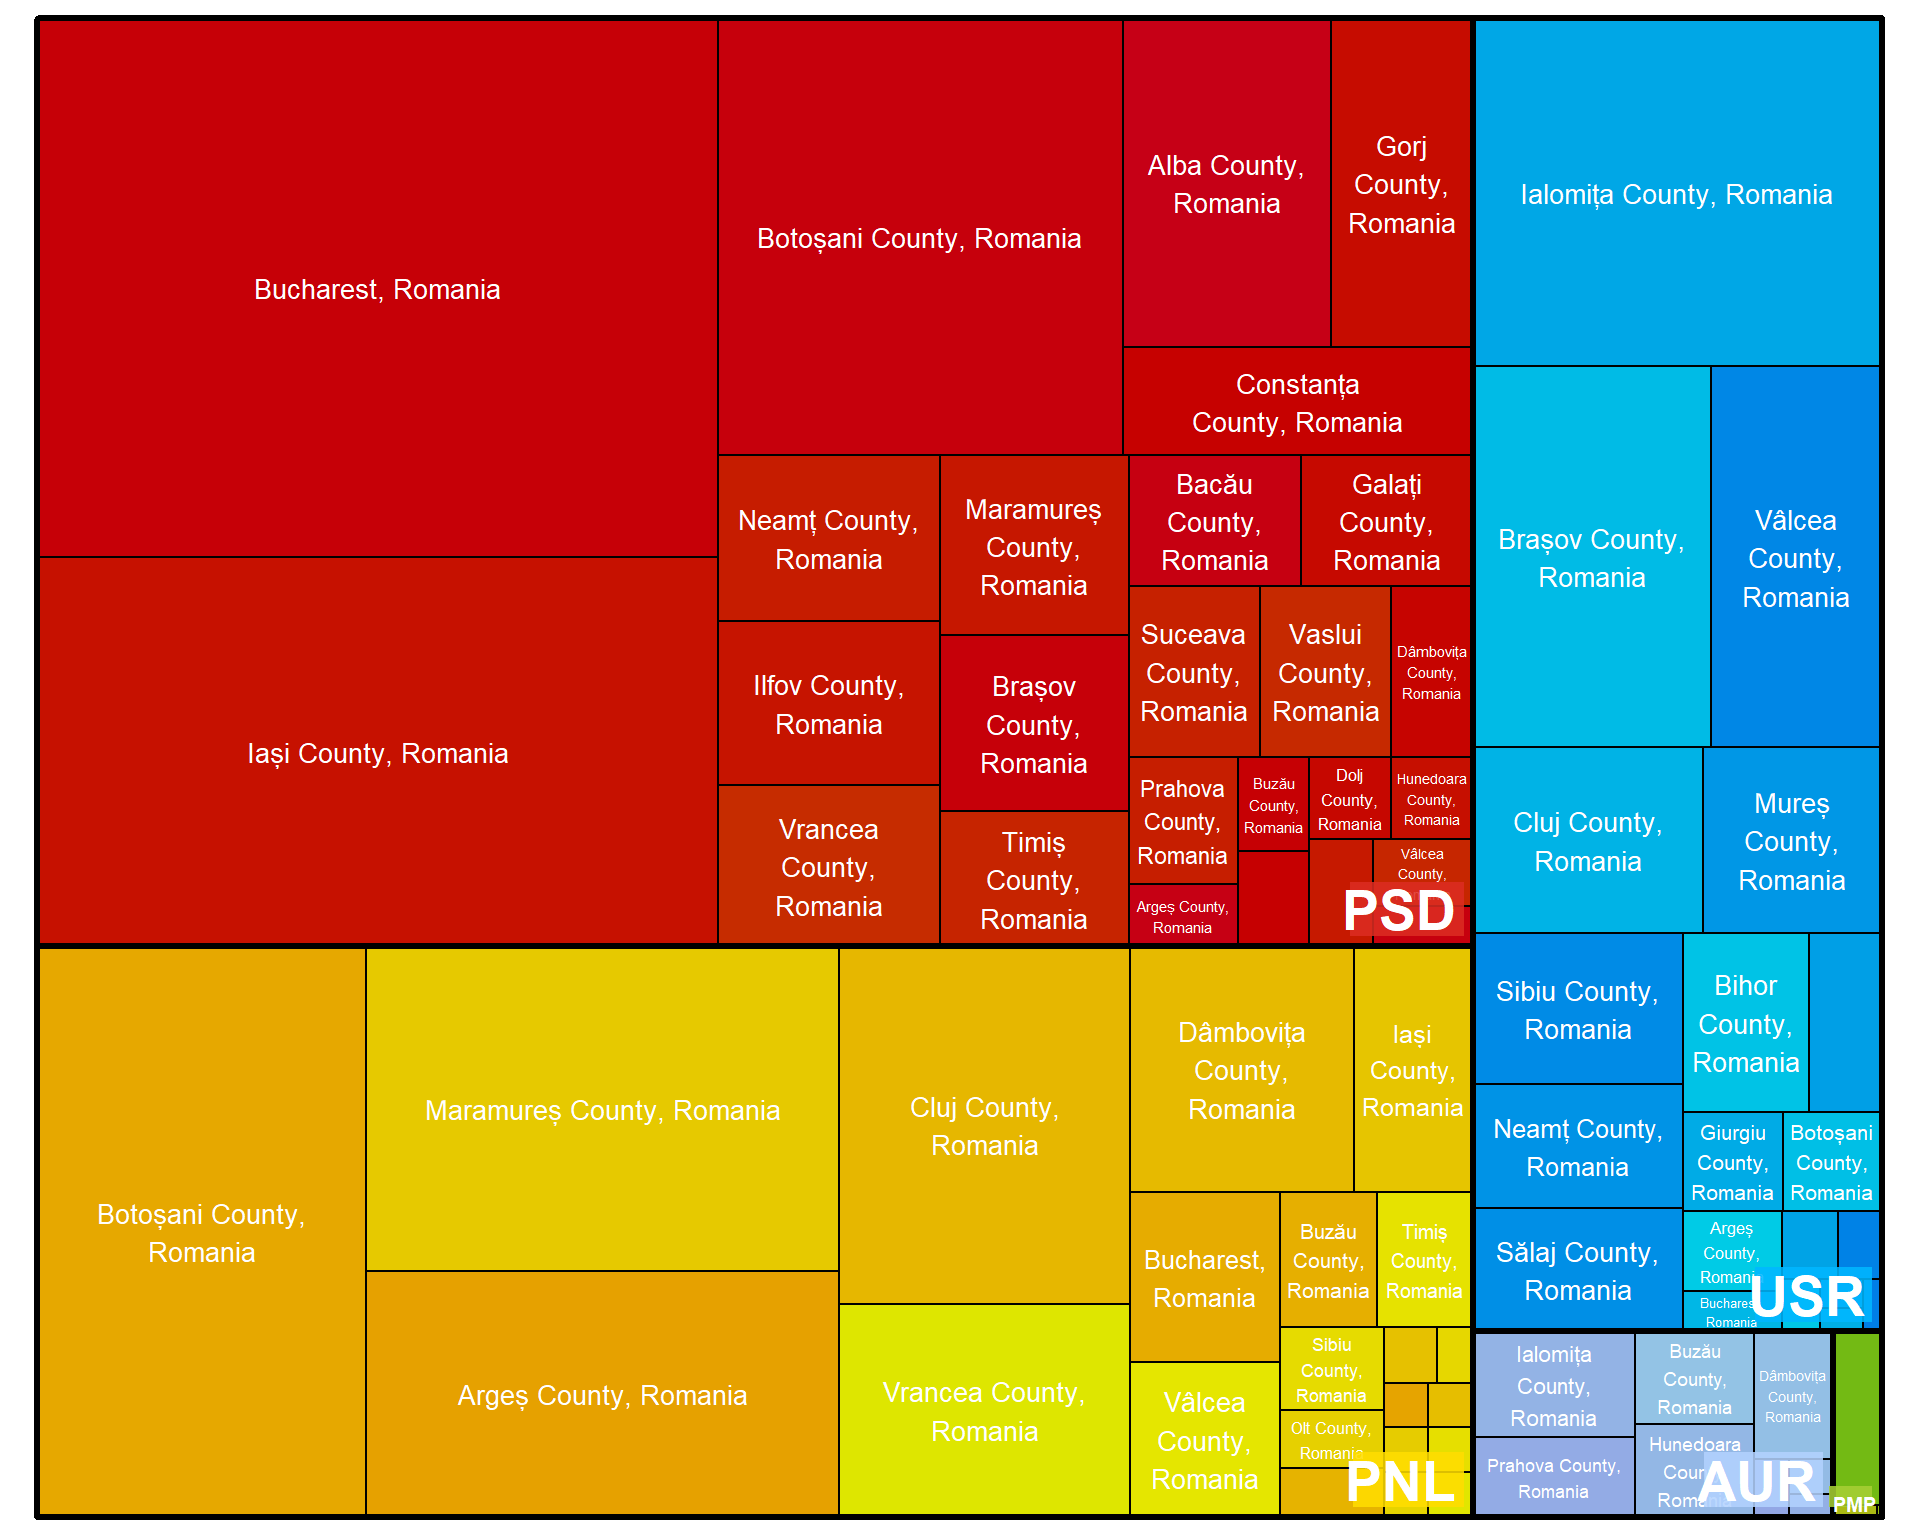 Bucharest, Romania
Iași County, Romania
Botoșani County, Romania
Alba County,
Romania
Gorj
County,
Romania
Constanța
County, Romania
Neamț County,
Romania
Maramureș
County,
Romania
Ilfov County,
Romania
Brașov
County,
Romania
Vrancea
County,
Romania
Timiș
County,
Romania
Bacău
County,
Romania
Galați
County,
Romania
Suceava
County,
Romania
Vaslui
County,
Romania
Dâmbovița
County,
Romania
Prahova
County,
Romania
Argeș County,
Romania
Buzău
County,
Romania
Dolj
County,
Romania
Hunedoara
County,
Romania
Vâlcea
County,
PSD
Botoșani County,
Romania
Maramureș County, Romania
Argeș County, Romania
Cluj County,
Romania
Vrancea County,
Romania
Dâmbovița
County,
Romania
Iași
County,
Romania
Bucharest,
Romania
Vâlcea
County,
Romania
Buzău
County,
Romania
Timiș
County,
Romania
Sibiu
County,
Romania
Olt County,
Romania
PNL
Ialomița County, Romania
Brașov County,
Romania
Vâlcea
County,
Romania
Cluj County,
Romania
Mureș
County,
Romania
Sibiu County,
Romania
Neamț County,
Romania
Sălaj County,
Romania
Bihor
County,
Romania
Giurgiu
County,
Romania
Botoșani
County,
Romania
Argeș
County,
Romania
Bucharest,
Romania
USR
Ialomița
County,
Romania
Prahova County,
Romania
Buzău
County,
Romania
Hunedoara
County,
Romania
Dâmbovița
County,
Romania
AUR
PMP